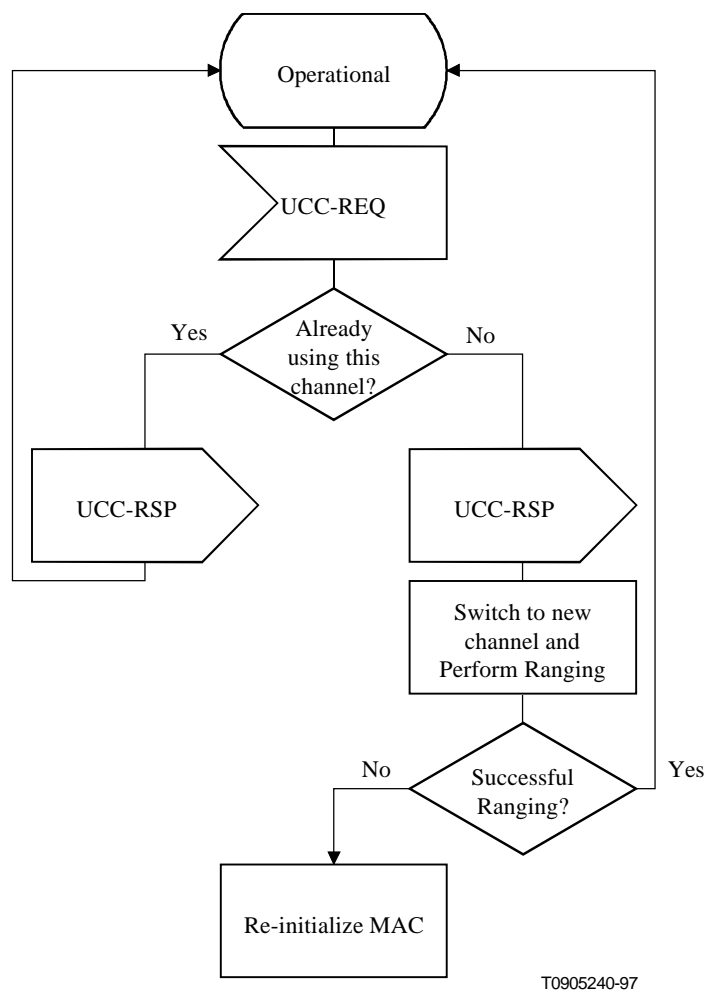 Operational
UCC-REQ
Already
using this
channel?
Yes
No
UCC-RSP
UCC-RSP
Switch to new
channel and
Perform Ranging
Successful
Ranging?
No
Yes
Re-initialize MAC
T0905240-97